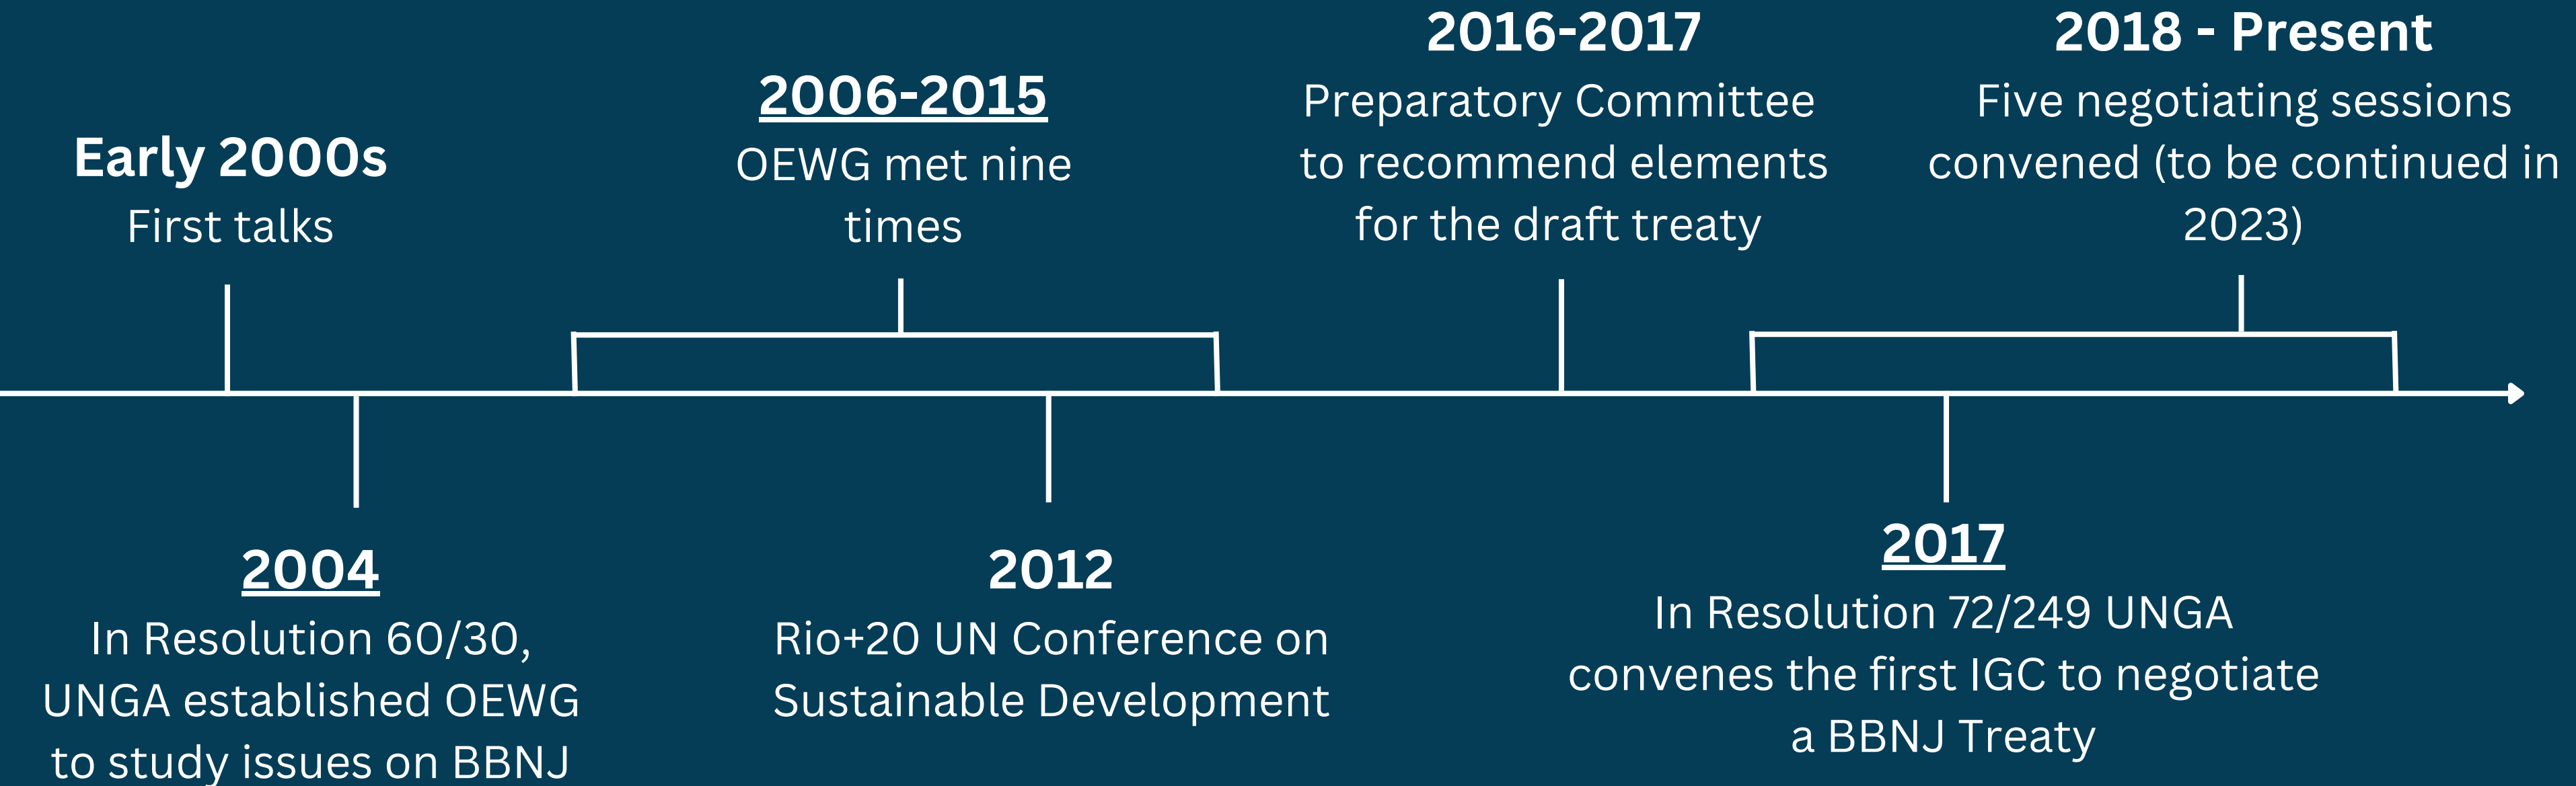 Early 2000s
First talks
2004
In Resolution 60/30,
UNGA established OEWG
to study issues on BBNJ
2006-2015
OEWG met nine
times
2012
Rio+20 UN Conference on
Sustainable Development
2016-2017
Preparatory Committee
to recommend elements
for the draft treaty
2017
In Resolution 72/249 UNGA
convenes the first IGC to negotiate
a BBNJ Treaty
2018 - Present
Five negotiating sessions
convened (to be continued in
2023)